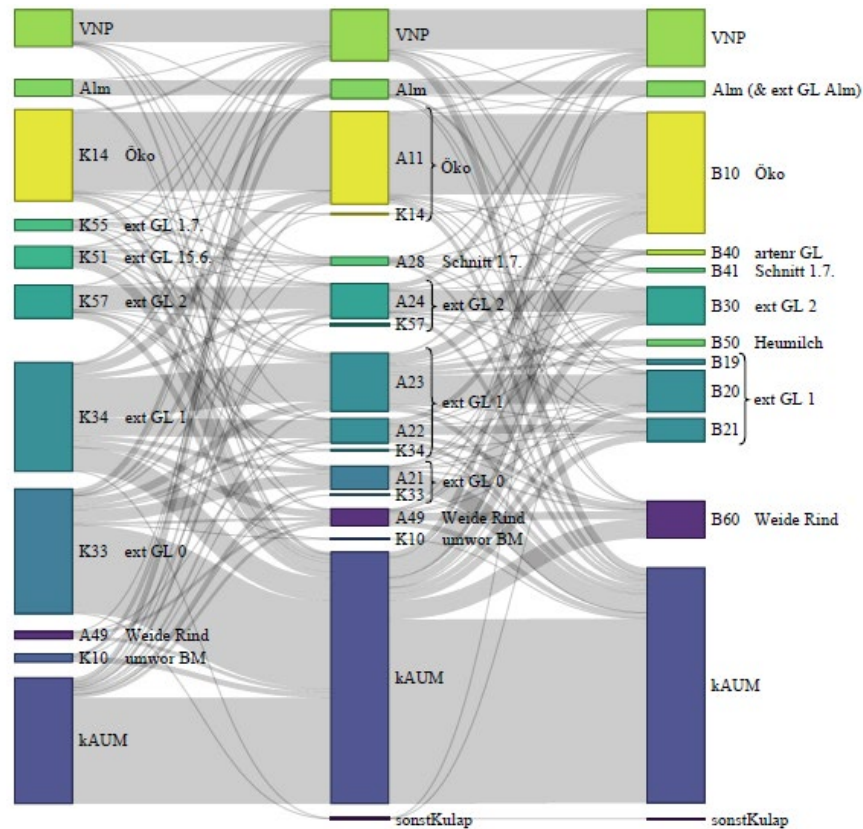 VNP
Alm
K14 Öko
K55 ext GL 1.7.
K51 ext GL 15.6.
K57 ext GL 2
K34 ext GL 1
K33 ext GL 0
A49 Weide Rind
K10 umwor BM
kAUM
VNP
Alm
A11
Öko
K14
A28 Schnitt 1.7.
A24
ext GL 2
K57
A23
ext GL 1
A22
K34
A21
ext GL 0
K33
A49 Weide Rind
K10 umwor BM
kAUM
sonstKulap
VNP
Alm (& ext GL Alm)
B10 Öko
B40 artenr GL
B41 Schnitt 1.7.
B30 ext GL 2
B50 Heumilch
B19
B20 ext GL 1
B21
B60 Weide Rind
kAUM
sonstKulap